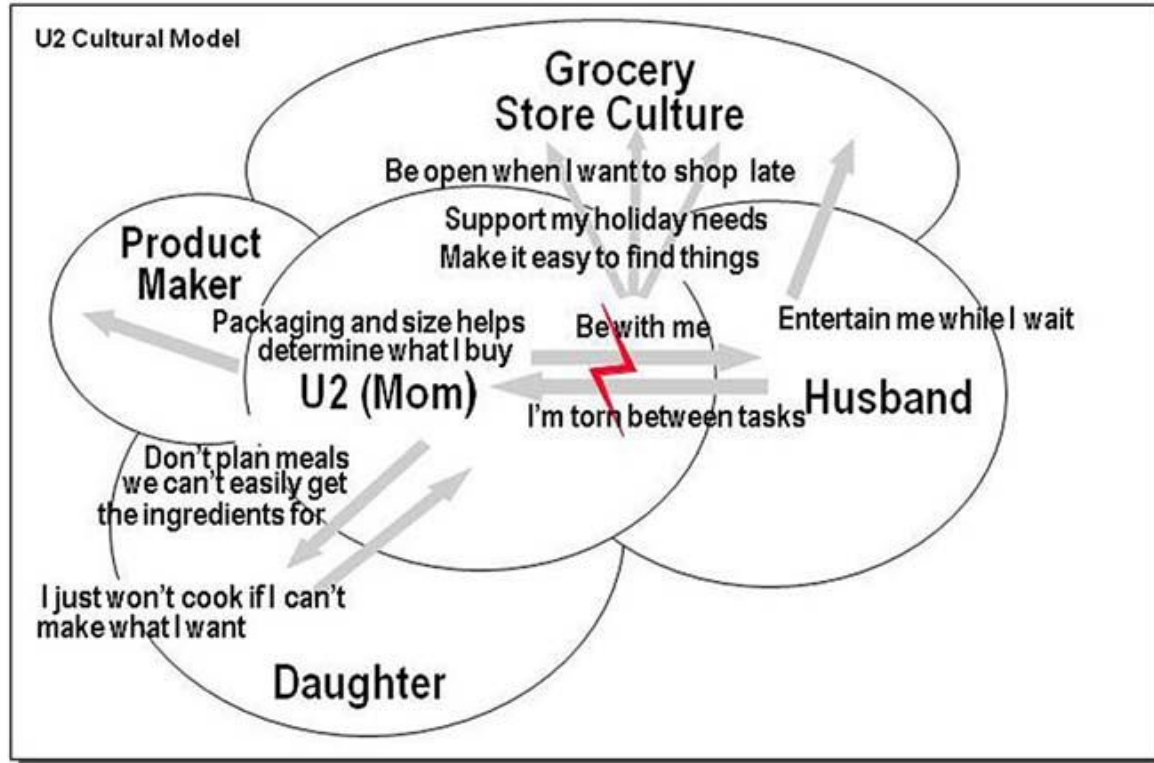 U2 Cultural Model
Grocery
Store Culture
Be open when I want to shop late
Support my holiday needs
Make it easy to find things
Product
Maker
Packaging and size helps
determine what I buy
U2 (Mom)
Be with me
Entertain me while I wait
I'm torn between tasks
Husband
Don't plan meals
we can't easily get
the ingredients for
I just won't cook if I can't
make what I want
Daughter